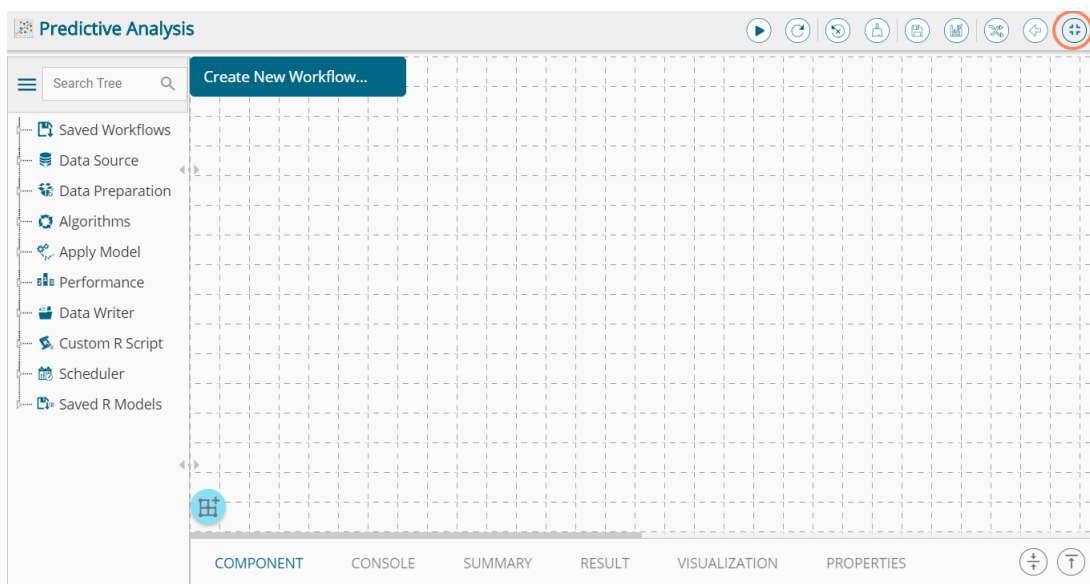 Predictive Analysis
Search Tree
Create New Workflow...
Saved Workflows
Data Source
Data Preparation
Algorithms
Apply Model
Performance
Data Writer
Custom R Script
Scheduler
Saved R Models
COMPONENT CONSOLE SUMMARY RESULT VISUALIZATION PROPERTIES